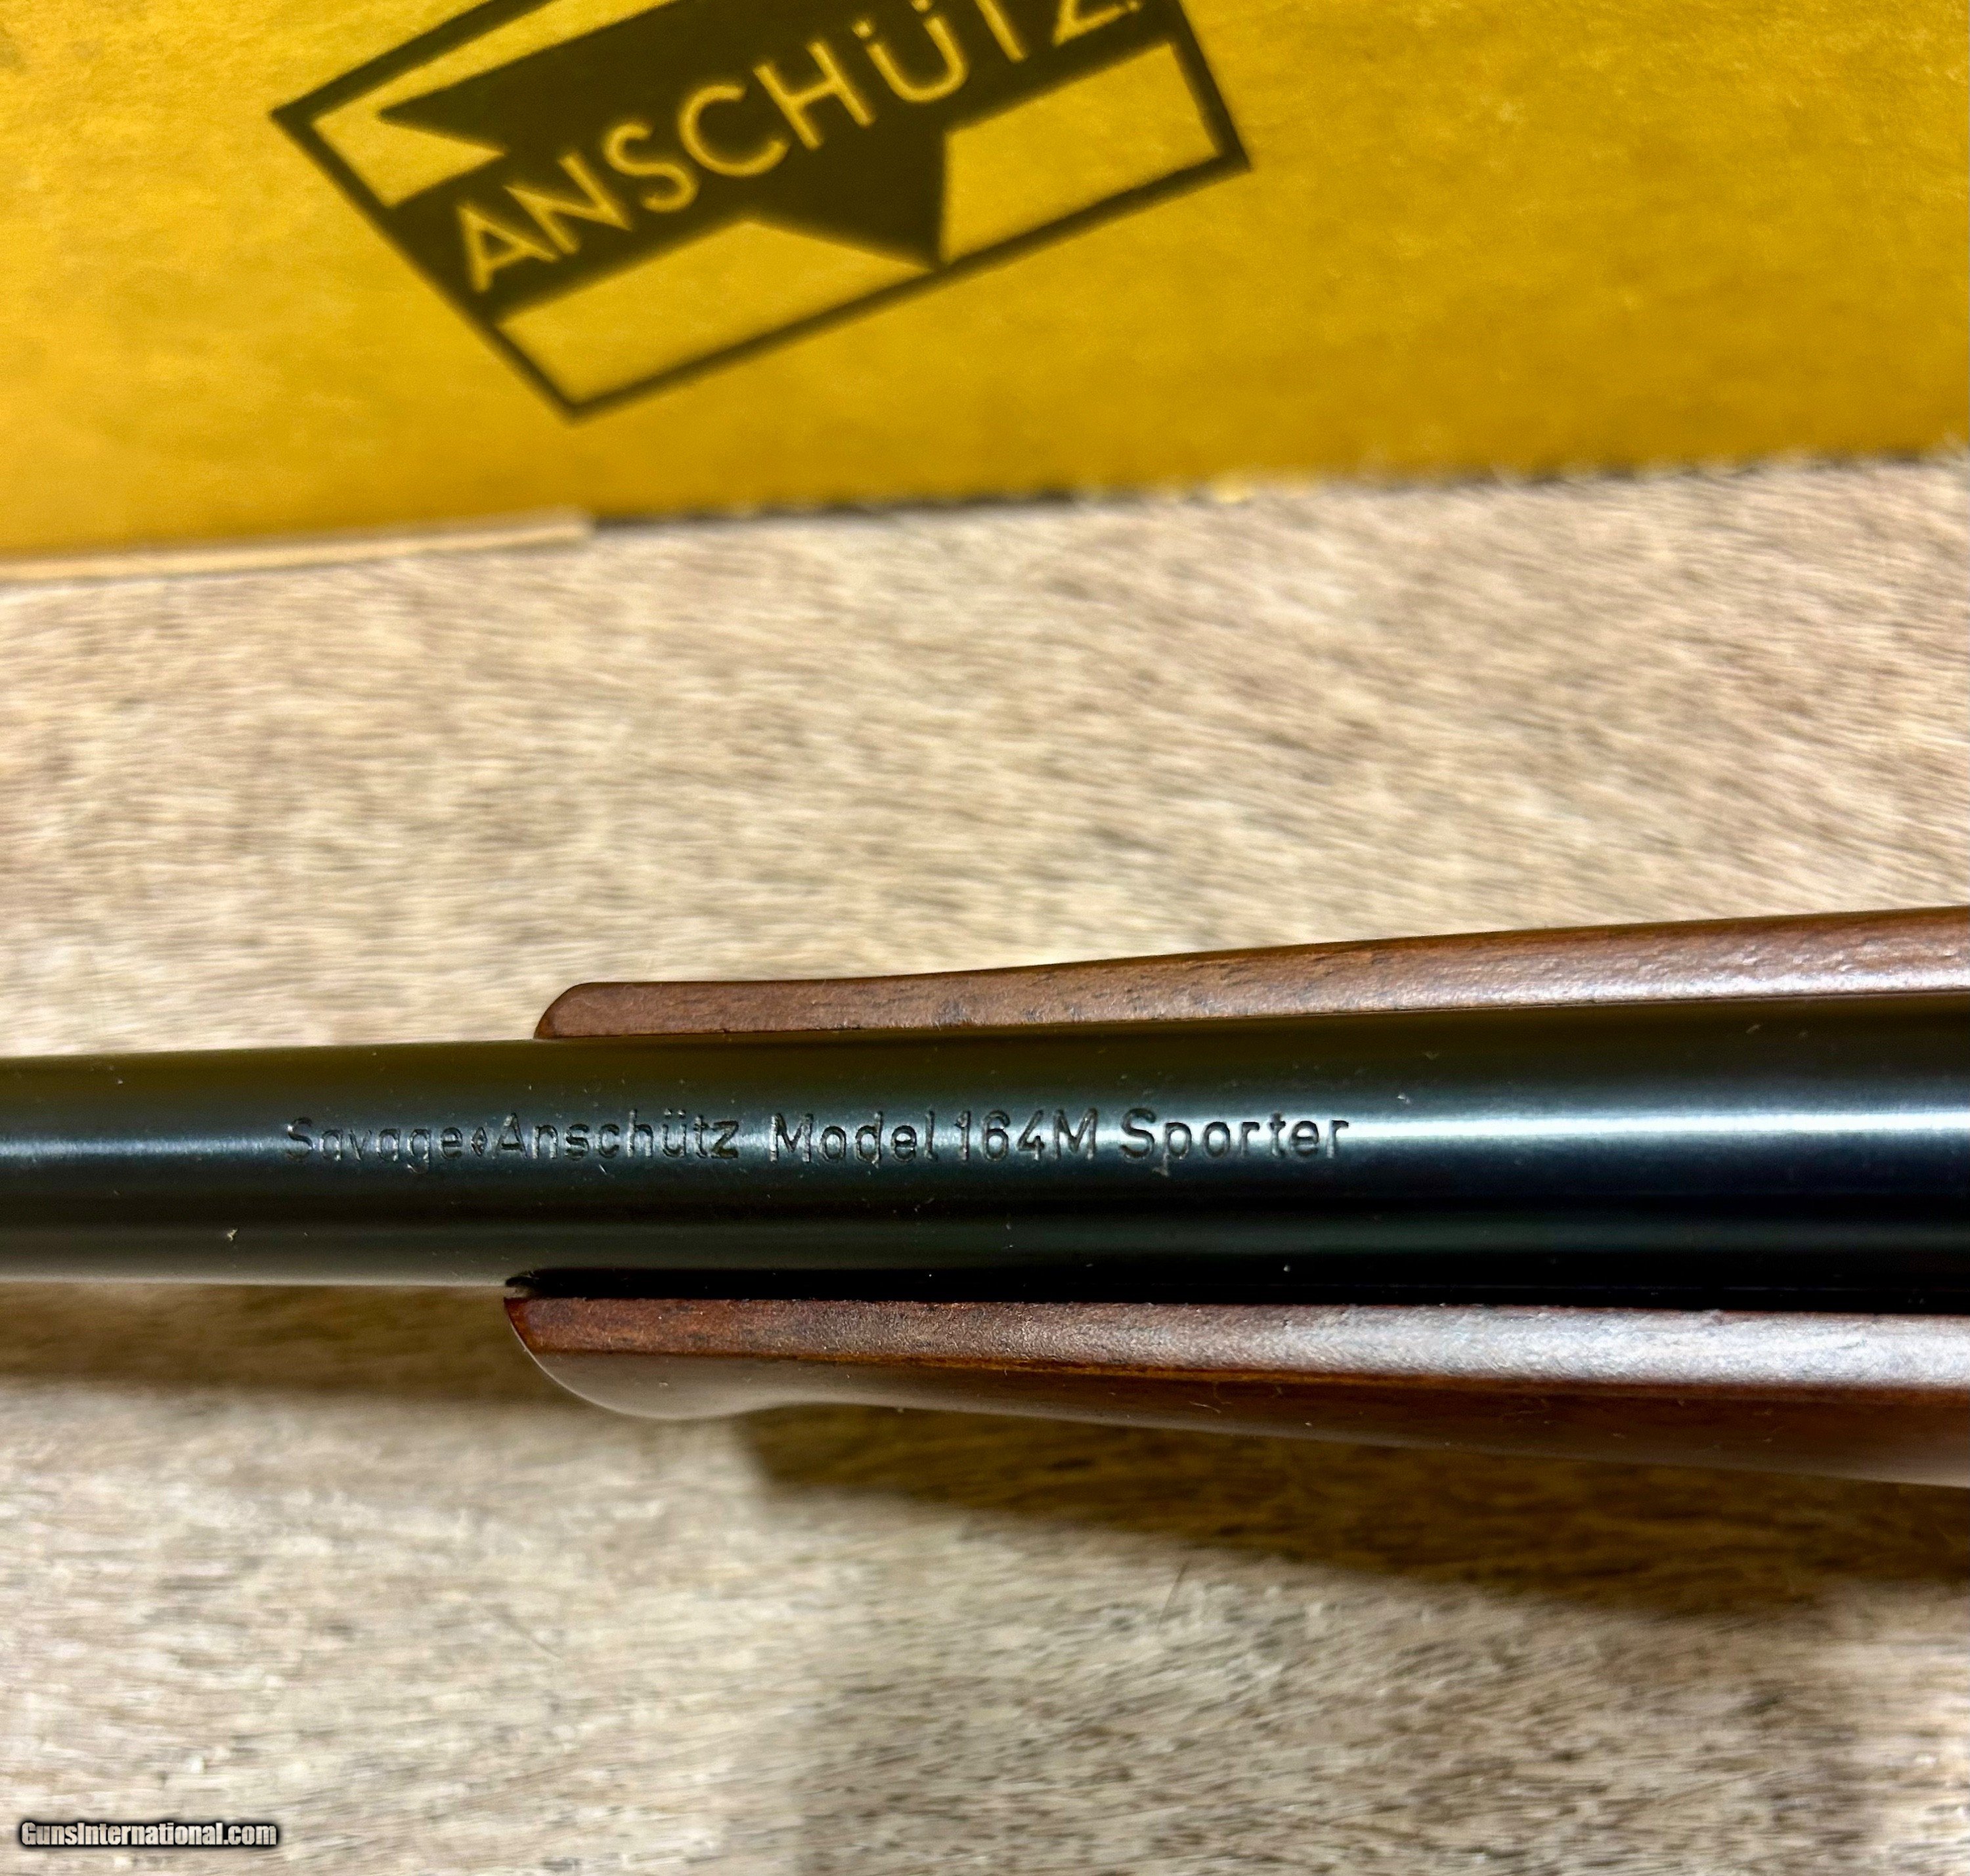 ANSCHÜTZ
Savage⬧Anschütz Model 164M Sporter
GunsInternational.com